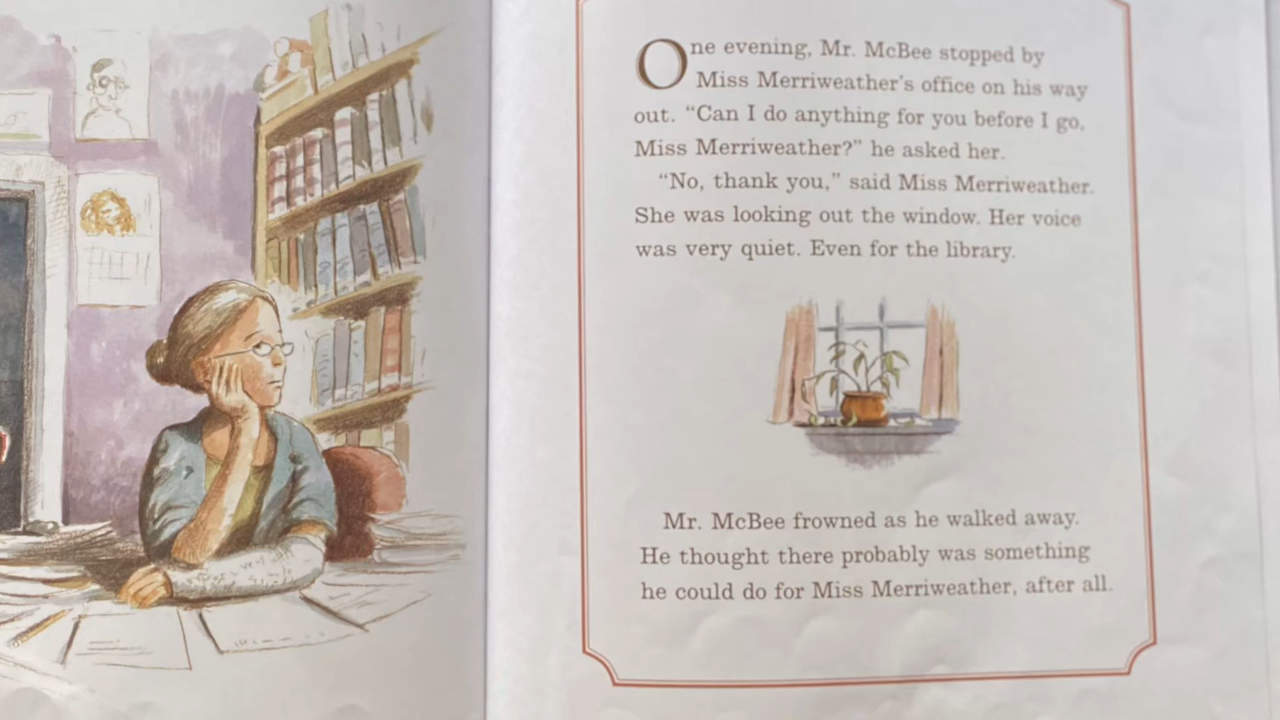 One evening, Mr. McBee stopped by
Miss Merriweather's office on his way
out. “Can I do anything for you before I go,
Miss Merriweather?” he asked her.
“No, thank you,” said Miss Merriweather.
She was looking out the window. Her voice
was very quiet. Even for the library.
Mr. McBee frowned as he walked away.
He thought there probably was something
he could do for Miss Merriweather, after all.